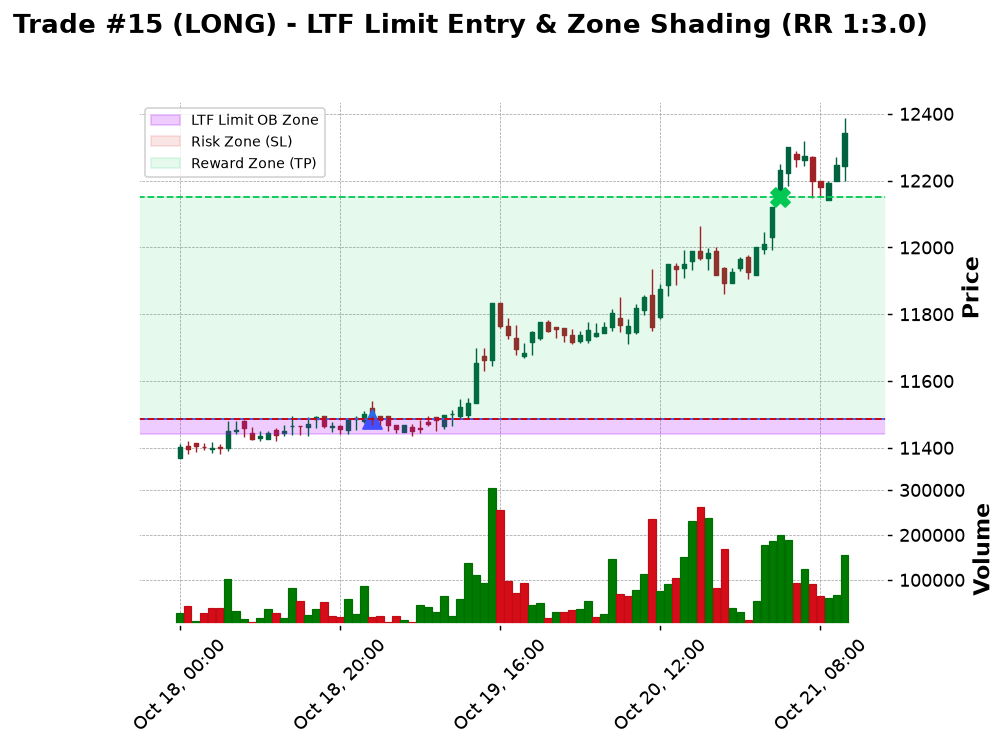 Trade #15 (LONG) - LTF Limit Entry & Zone Shading (RR 1:3.0)
LTF Limit OB Zone
Risk Zone (SL)
Reward Zone (TP)
12400
12200
12000
11800
11600
11400
Price
300000
200000
100000
Volume
Oct 18, 00:00
Oct 18, 20:00
Oct 19, 16:00
Oct 20, 12:00
Oct 21, 08:00